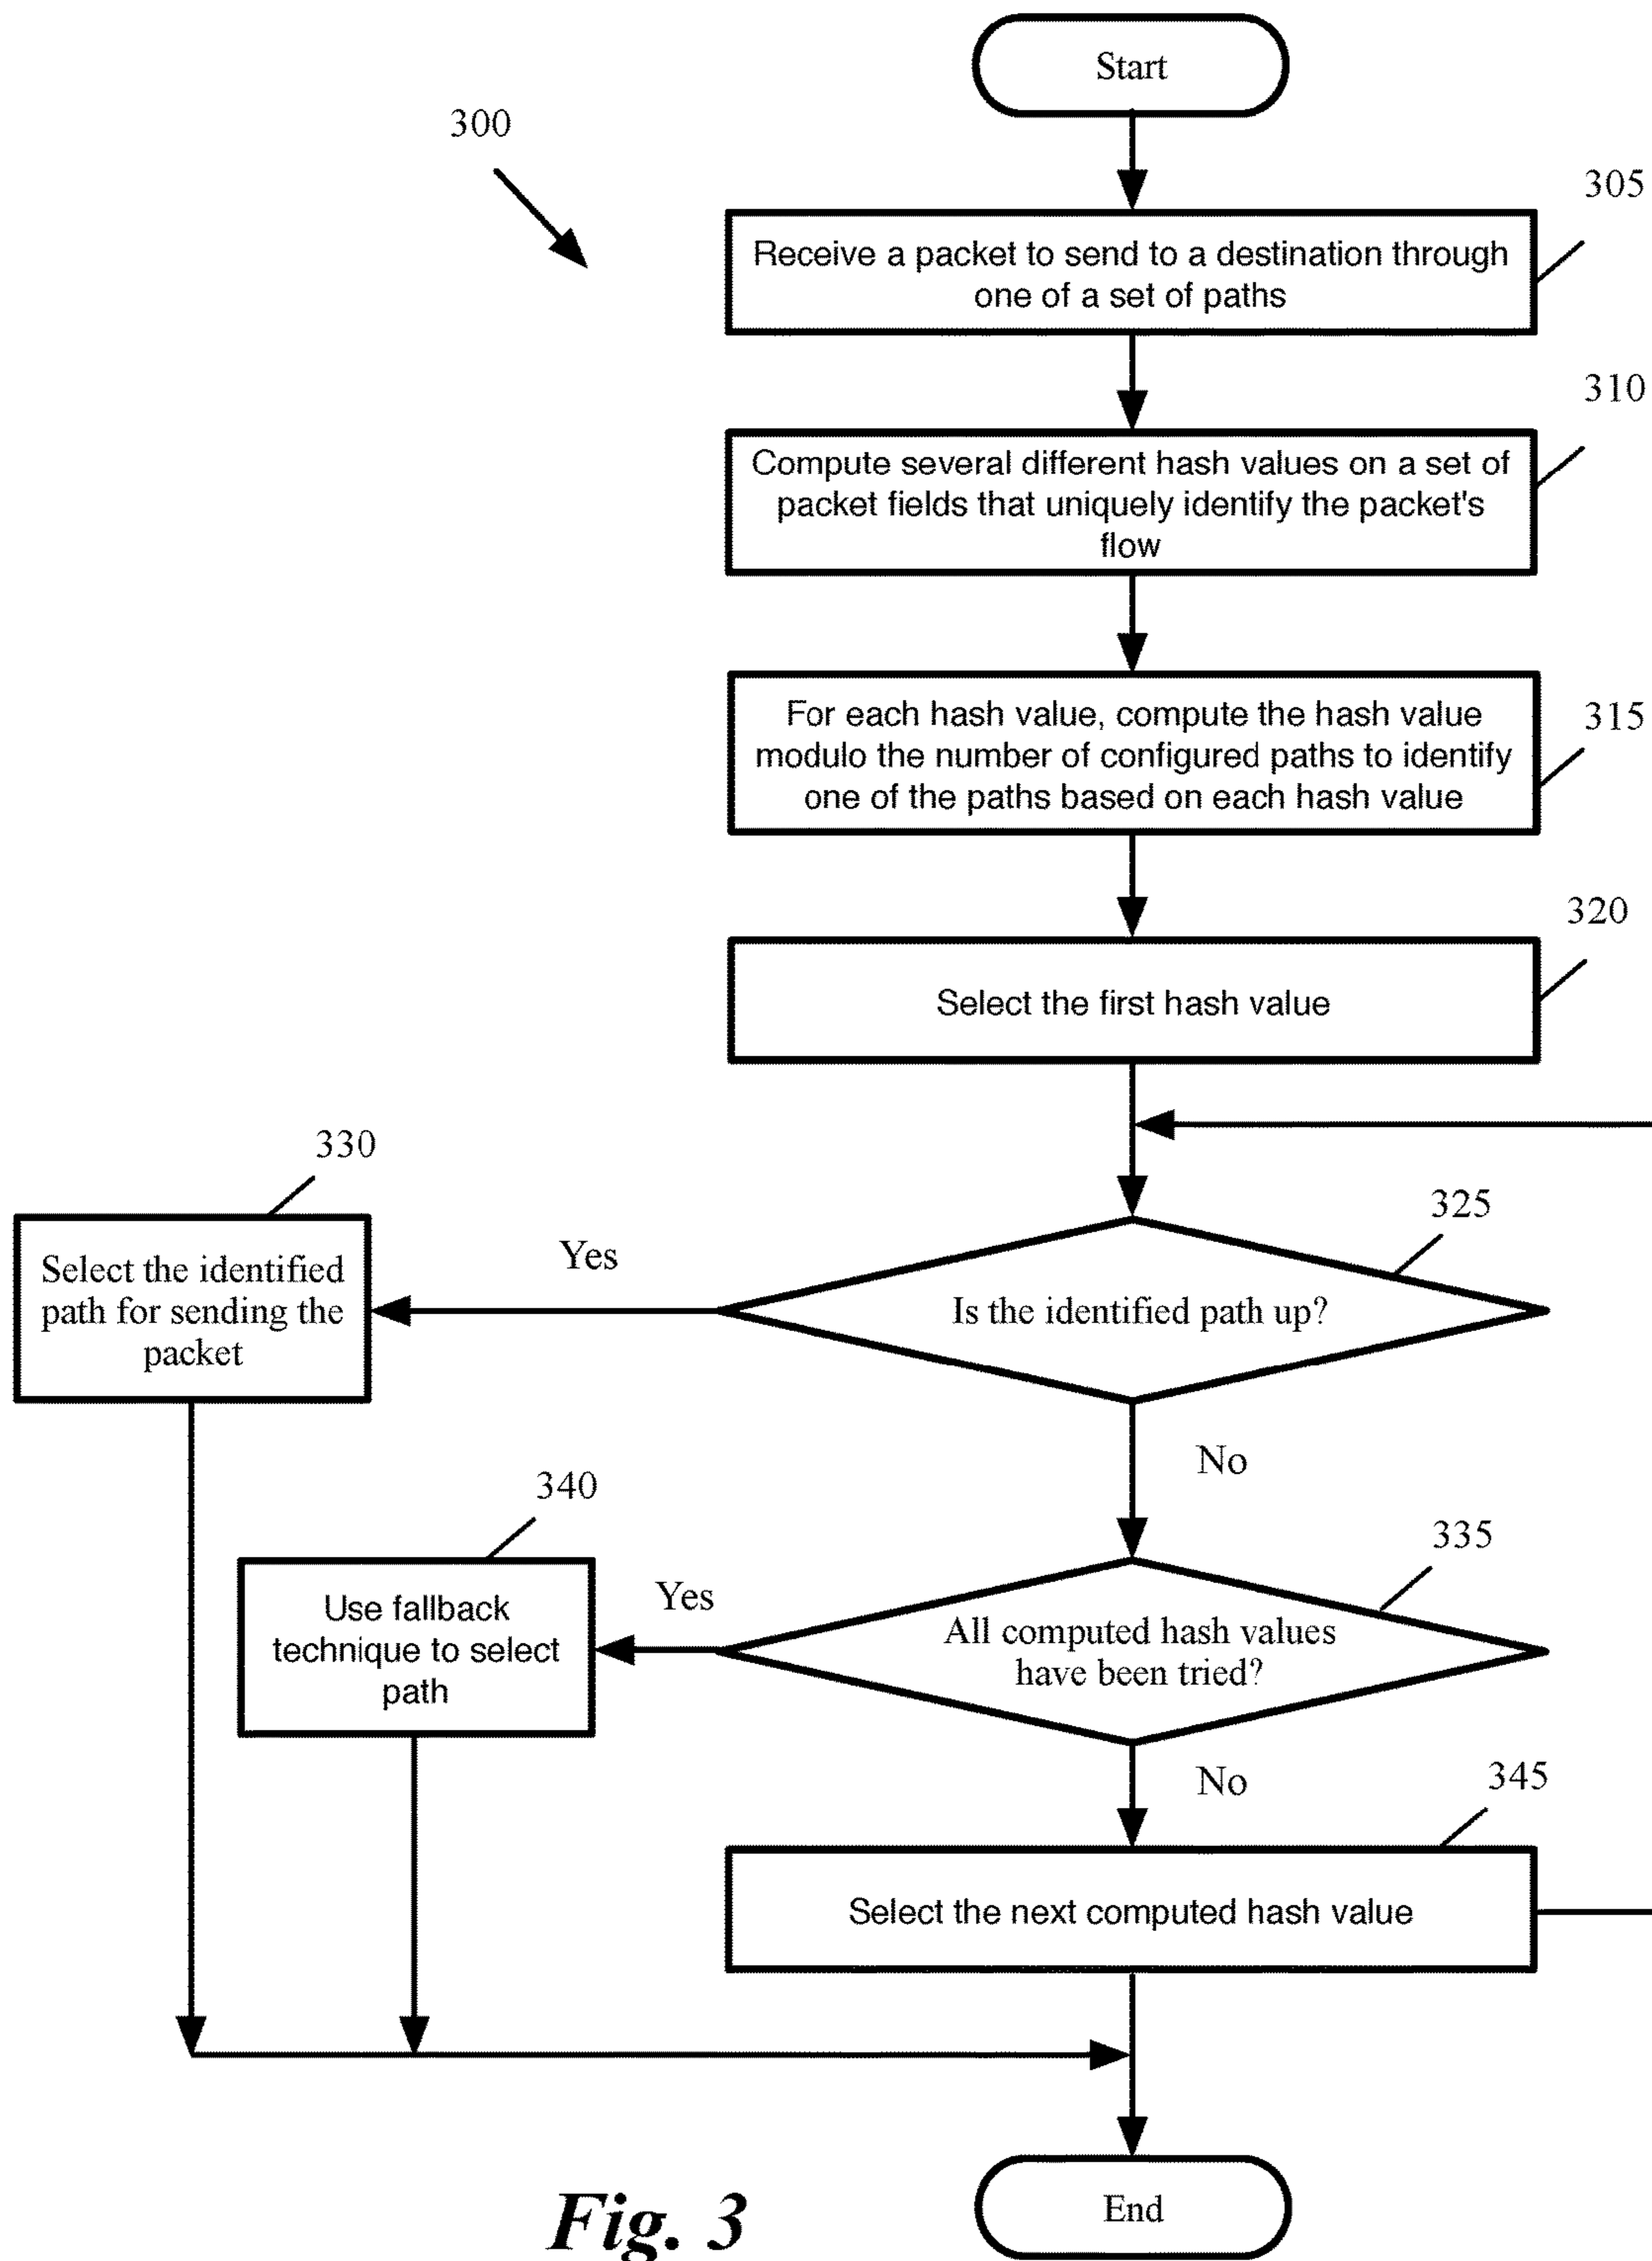 Start
300
305
Receive a packet to send to a destination through
one of a set of paths
310
Compute several different hash values on a set of
packet fields that uniquely identify the packet's
flow
315
For each hash value, compute the hash value
modulo the number of configured paths to identify
one of the paths based on each hash value
320
Select the first hash value
330
325
Select the identified
path for sending the
packet
Yes
Is the identified path up?
No
340
335
Use fallback
technique to select
path
Yes
All computed hash values
have been tried?
No
345
Select the next computed hash value
End
Fig. 3